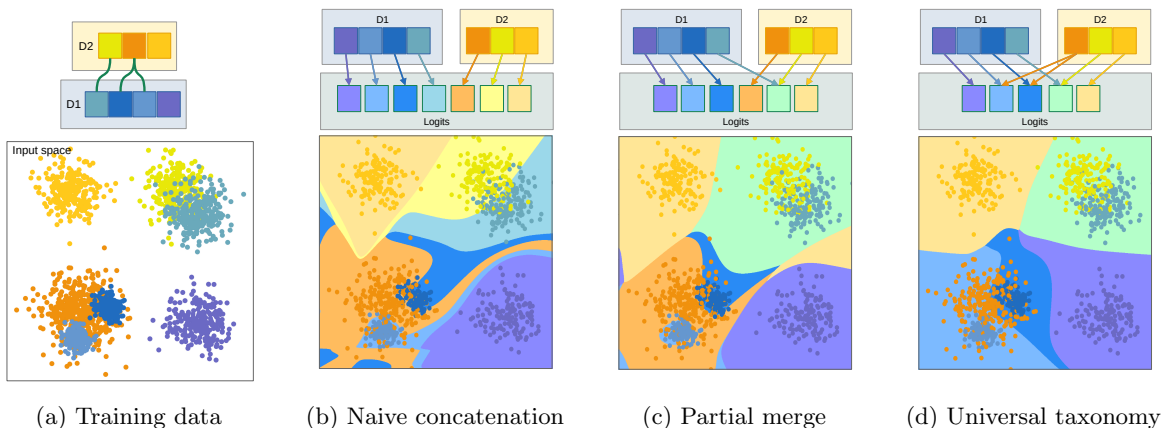 D2
D1
Input space
(a) Training data
D1
D2
Logits
(b) Naive concatenation
D1
D2
Logits
(c) Partial merge
D1
D2
Logits
(d) Universal taxonomy